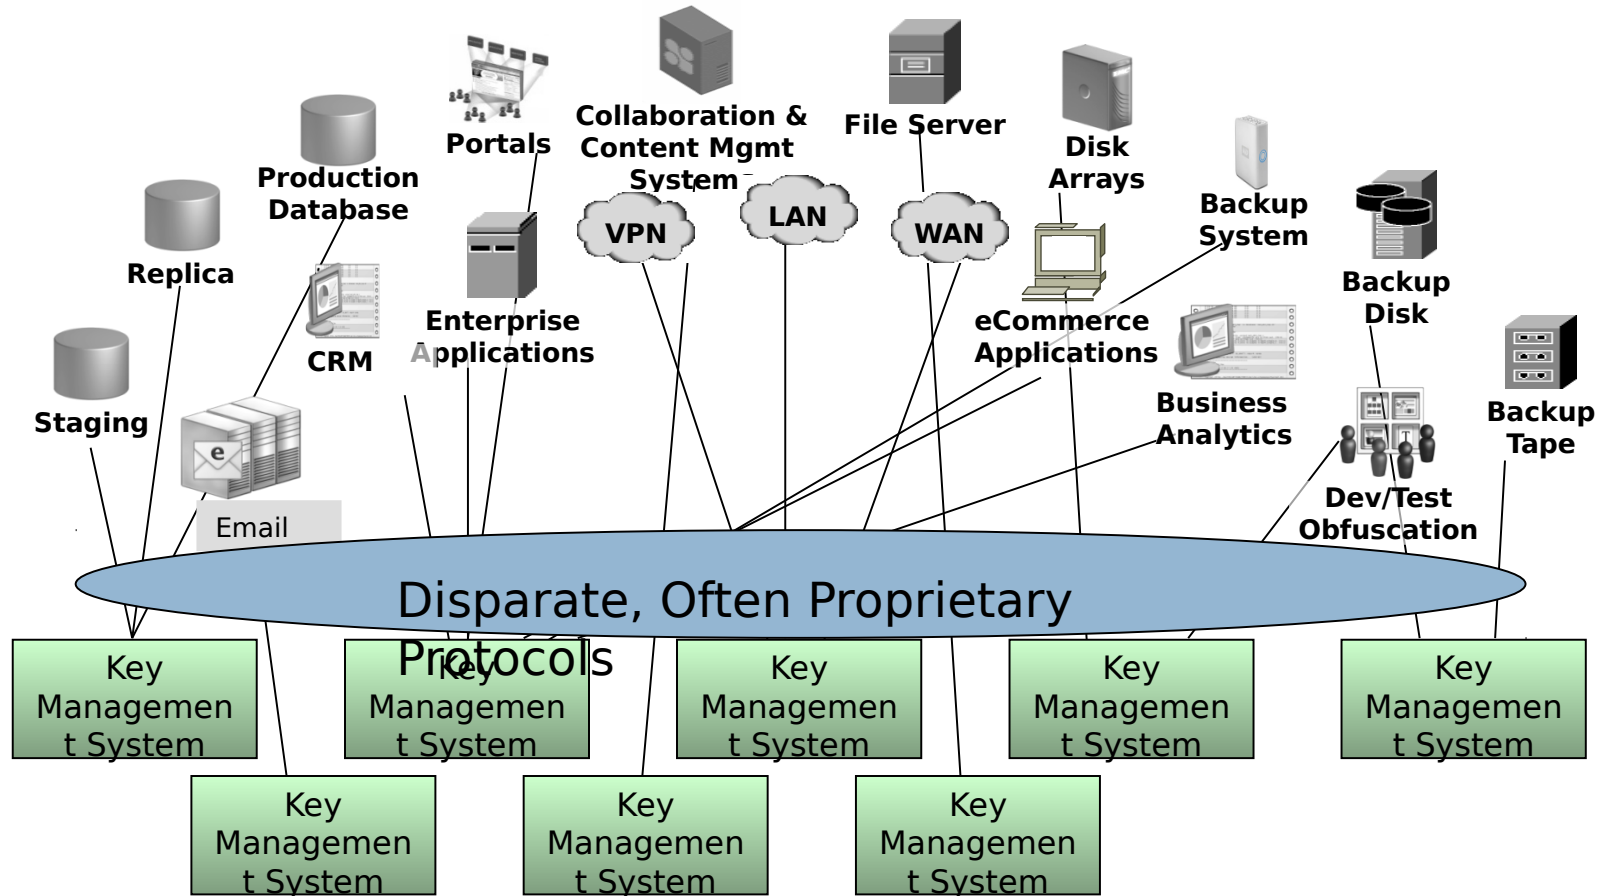 Portals
Collaboration &
Content Mgmt
Systems
File Server
Disk
Arrays
Production
Database
Backup
System
VPN
LAN
WAN
Replica
Backup
Disk
CRM
Enterprise
Applications
eCommerce
Applications
Staging
Business
Analytics
Backup
Tape
e
Email
Dev/Test
Obfuscation
Disparate, Often Proprietary
Protocols
Key
Managemen
t System
Key
Managemen
t System
Key
Managemen
t System
Key
Managemen
t System
Key
Managemen
t System
Key
Managemen
t System
Key
Managemen
t System
Key
Managemen
t System